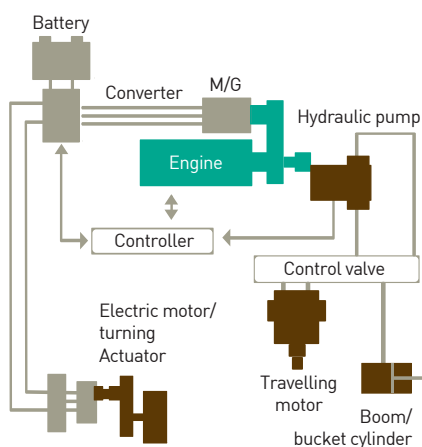 Battery
Converter
M/G
Hydraulic pump
Engine
Controller
Control valve
Electric motor/
turning
Actuator
Travelling
motor
Boom/
bucket cylinder